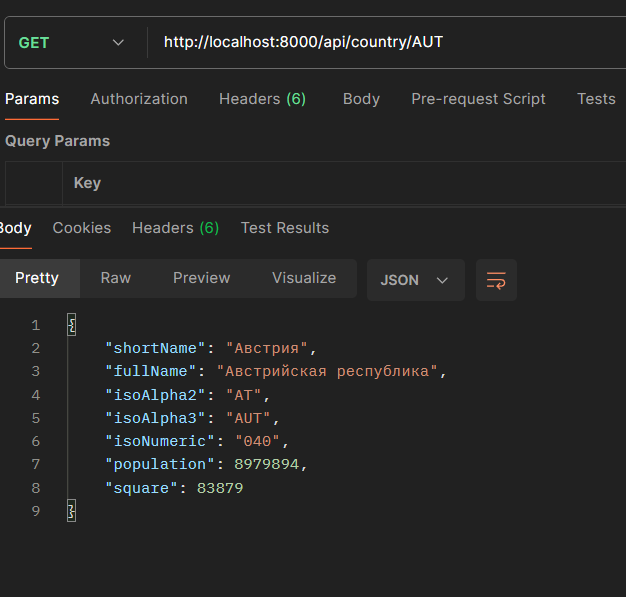 GET http://localhost:8000/api/country/AUT
Params Authorization Headers (6) Body Pre-request Script Tests
Query Params
Key
Body Cookies Headers (6) Test Results
Pretty Raw Preview Visualize JSON
1 {
2 "shortName": "Австрия",
3 "fullName": "Австрийская республика",
4 "isoAlpha2": "AT",
5 "isoAlpha3": "AUT",
6 "isoNumeric": "040",
7 "population": 8979894,
8 "square": 83879
9 }